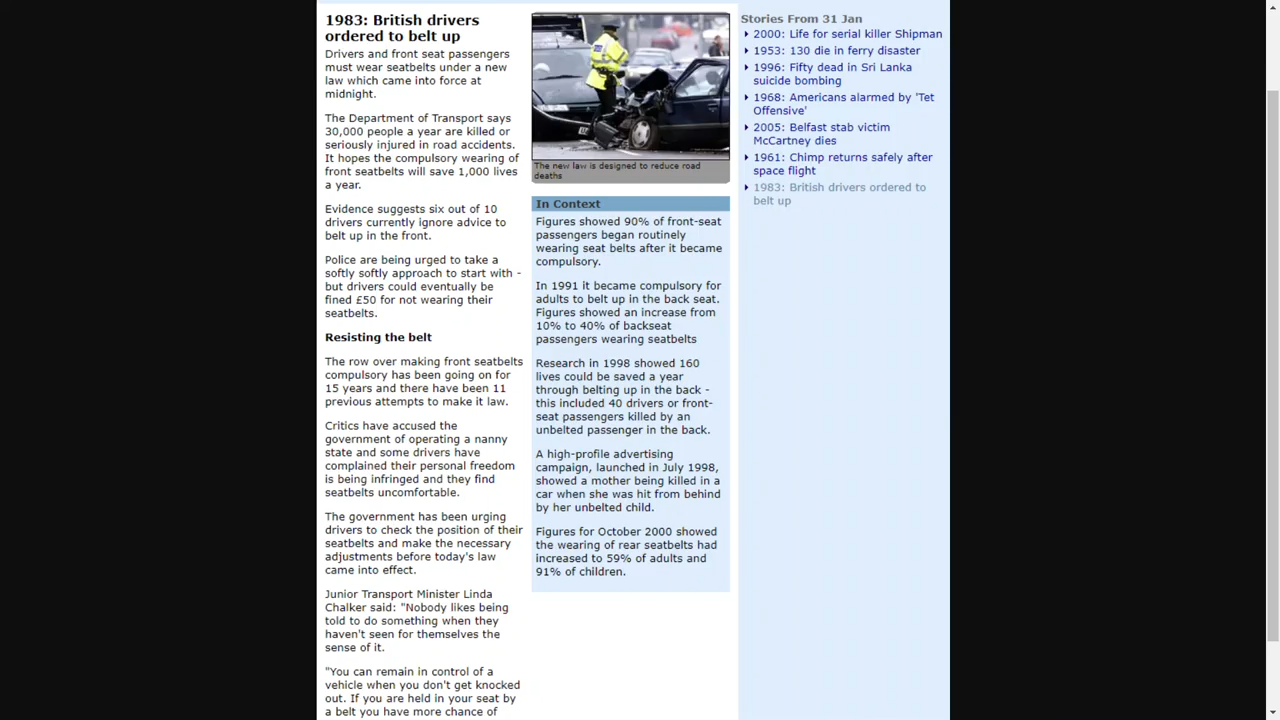 1983: British drivers
ordered to belt up
Drivers and front seat passengers
must wear seatbelts under a new
law which came into force at
midnight.
The Department of Transport says
30,000 people a year are killed or
seriously injured in road accidents.
It hopes the compulsory wearing of
front seatbelts will save 1,000 lives
a year.
Evidence suggests six out of 10
drivers currently ignore advice to
belt up in the front.
Police are being urged to take a
softly softly approach to start with -
but drivers could eventually be
fined £50 for not wearing their
seatbelts.
Resisting the belt
The row over making front seatbelts
compulsory has been going on for
15 years and there have been 11
previous attempts to make it law.
Critics have accused the
government of operating a nanny
state and some drivers have
complained their personal freedom
is being infringed and they find
seatbelts uncomfortable.
The government has been urging
drivers to check the position of their
seatbelts and make the necessary
adjustments before today's law
came into effect.
Junior Transport Minister Linda
Chalker said: "Nobody likes being
told to do something when they
haven't seen for themselves the
sense of it.
"You can remain in control of a
vehicle when you don't get knocked
out. If you are held in your seat by
a belt you have more chance of
The new law is designed to reduce road
deaths
In Context
Figures showed 90% of front-seat
passengers began routinely
wearing seat belts after it became
compulsory.
In 1991 it became compulsory for
adults to belt up in the back seat.
Figures showed an increase from
10% to 40% of backseat
passengers wearing seatbelts
Research in 1998 showed 160
lives could be saved a year
through belting up in the back -
this included 40 drivers or front-
seat passengers killed by an
unbelted passenger in the back.
A high-profile advertising
campaign, launched in July 1998,
showed a mother being killed in a
car when she was hit from behind
by her unbelted child.
Figures for October 2000 showed
the wearing of rear seatbelts had
increased to 59% of adults and
91% of children.
Stories From 31 Jan
2000: Life for serial killer Shipman
1953: 130 die in ferry disaster
1996: Fifty dead in Sri Lanka
suicide bombing
1968: Americans alarmed by 'Tet
Offensive'
2005: Belfast stab victim
McCartney dies
1961: Chimp returns safely after
space flight
1983: British drivers ordered to
belt up